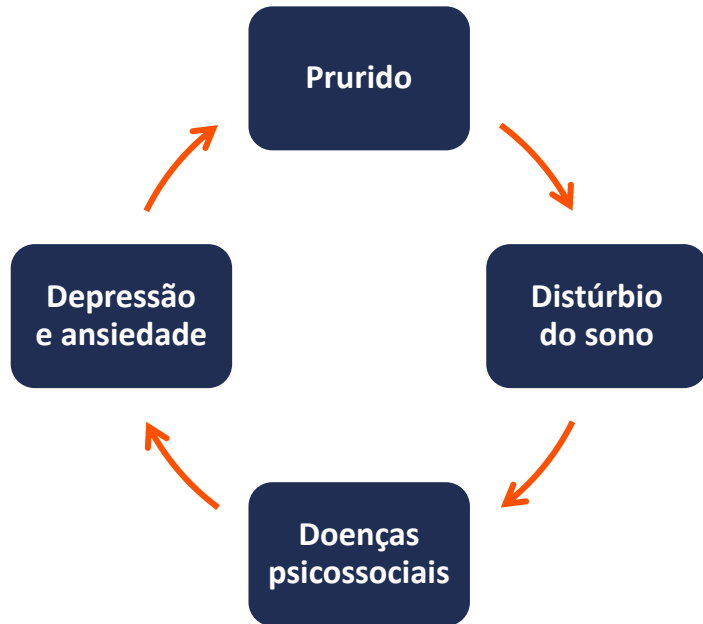 Prurido
Distúrbio
do sono
Doenças
psicossociais
Depressão
e ansiedade